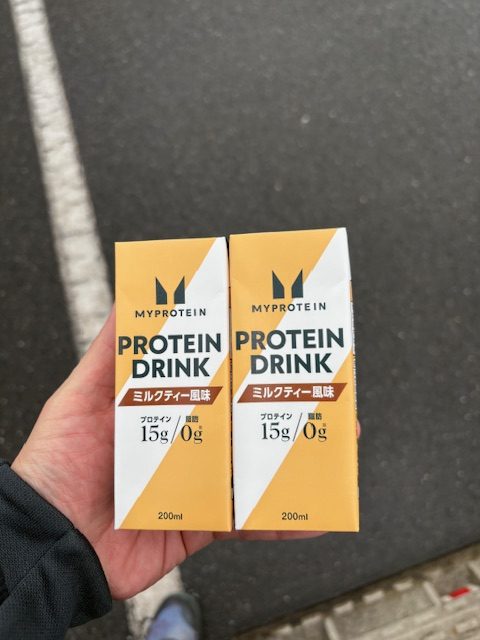 MYPROTEIN
PROTEIN
DRINK
ミルクティー風味
プロテイン 脂肪
15g/0g※
200ml
MYPROTEIN
PROTEIN
DRINK
ミルクティー風味
プロテイン 脂肪
15g/0g※
200ml